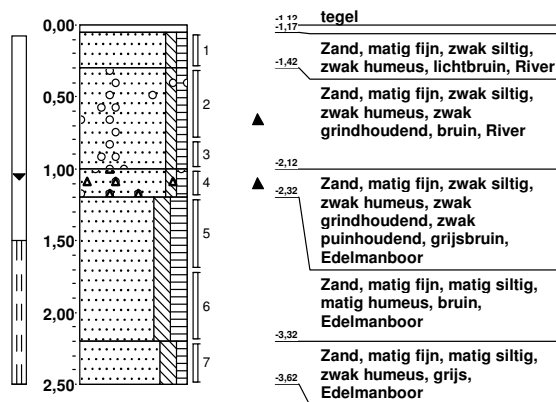 0,00
0,50
1,00
1,50
2,00
2,50
1
2
3
4
5
6
7
-1,12
tegel
-1,17
Zand, matig fijn, zwak siltig,
zwak humeus, lichtbruin, River
-1,42
Zand, matig fijn, zwak siltig,
zwak humeus, zwak
grindhoudend, bruin, River
-2,12
Zand, matig fijn, zwak siltig,
zwak humeus, zwak
grindhoudend, zwak
puinhoudend, grijsbruin,
Edelmanboor
-2,32
Zand, matig fijn, matig siltig,
matig humeus, bruin,
Edelmanboor
-3,32
Zand, matig fijn, matig siltig,
zwak humeus, grijs,
Edelmanboor
-3,62